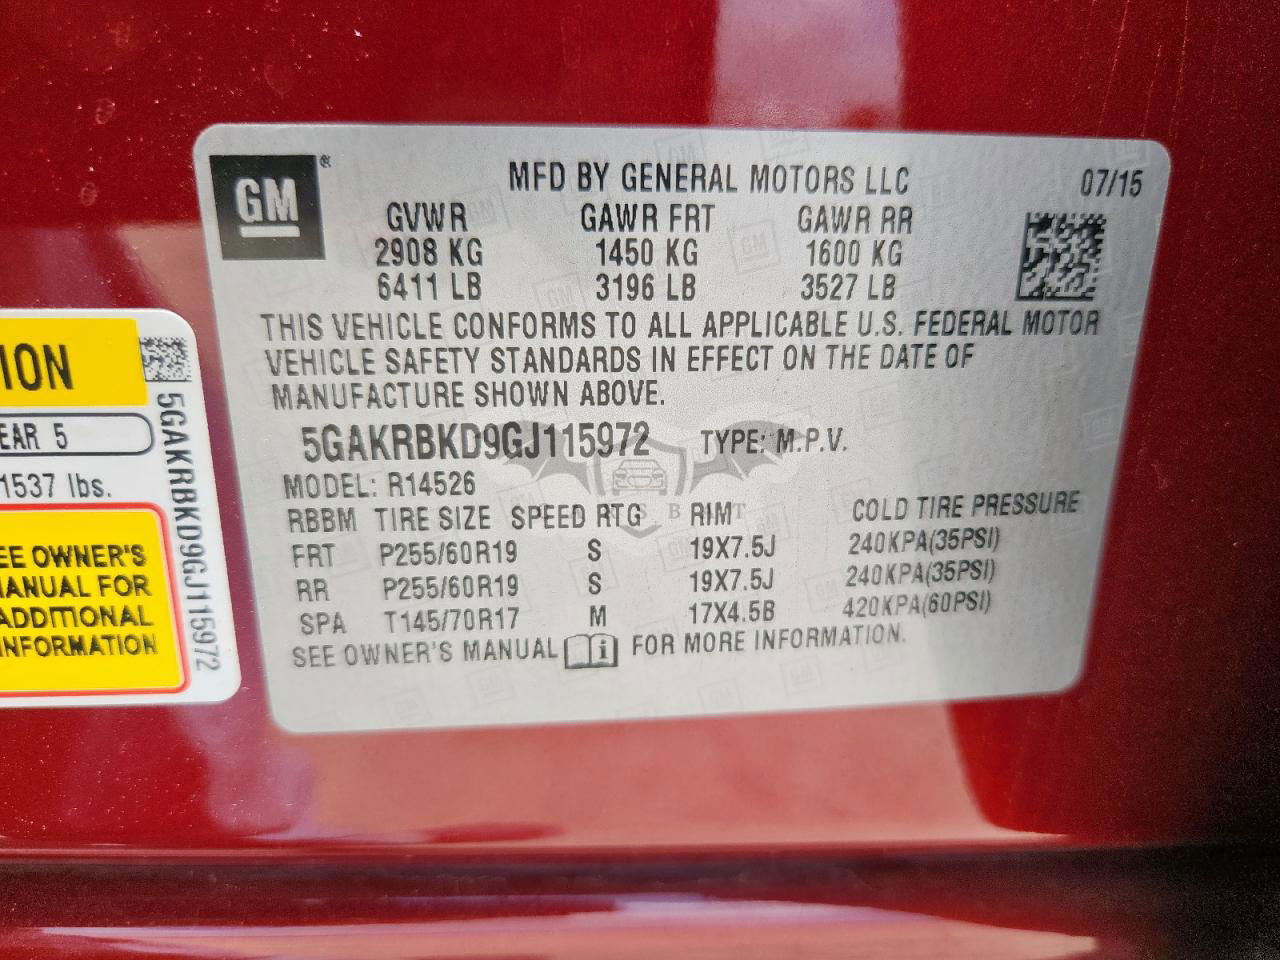 GM
®
MFD BY GENERAL MOTORS LLC
07/15
GVWR GAWR FRT GAWR RR
2908 KG 1450 KG 1600 KG
6411 LB 3196 LB 3527 LB
THIS VEHICLE CONFORMS TO ALL APPLICABLE U.S. FEDERAL MOTOR
VEHICLE SAFETY STANDARDS IN EFFECT ON THE DATE OF
MANUFACTURE SHOWN ABOVE.
5GAKRBKD9GJ115972 TYPE: M.P.V.
MODEL: R14526
RBBM TIRE SIZE SPEED RTG RIM COLD TIRE PRESSURE
FRT P255/60R19 S 19X7.5J 240KPA(35PSI)
RR P255/60R19 S 19X7.5J 240KPA(35PSI)
SPA T145/70R17 M 17X4.5B 420KPA(60PSI)
SEE OWNER'S MANUAL FOR MORE INFORMATION.
5GAKRBKD9GJ115972
ION
EAR 5
1537 lbs.
EE OWNER'S
ANUAL FOR
ADDITIONAL
INFORMATION